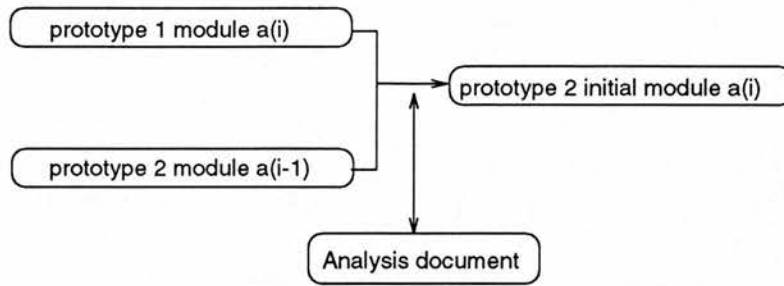 prototype 1 module a(i)
prototype 2 initial module a(i)
prototype 2 module a(i-1)
Analysis document